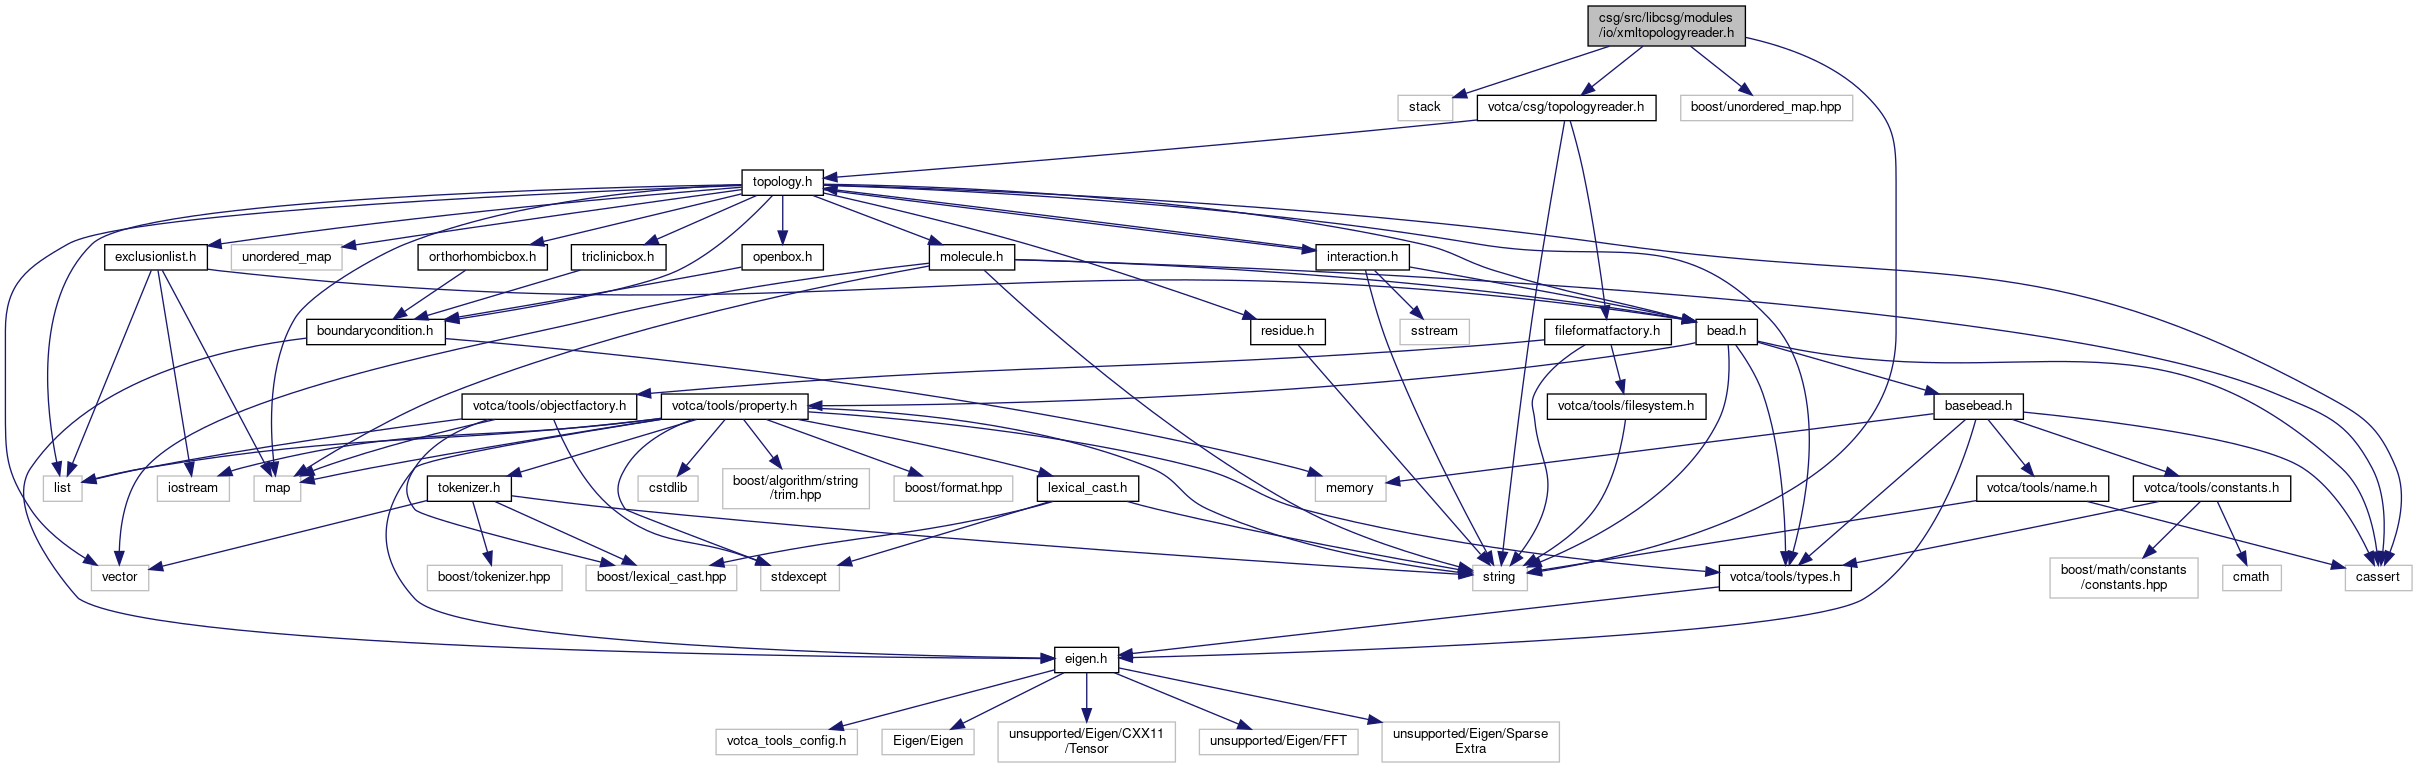 csg/src/libcsg/modules
/io/xmltopologyreader.h
stack
votca/csg/topologyreader.h
boost/unordered_map.hpp
topology.h
exclusionlist.h
unordered_map
orthorhombicbox.h
triclinicbox.h
openbox.h
molecule.h
interaction.h
boundarycondition.h
residue.h
sstream
fileformatfactory.h
bead.h
votca/tools/objectfactory.h
votca/tools/property.h
votca/tools/filesystem.h
basebead.h
list
iostream
map
tokenizer.h
cstdlib
boost/algorithm/string
/trim.hpp
boost/format.hpp
lexical_cast.h
memory
votca/tools/name.h
votca/tools/constants.h
vector
boost/tokenizer.hpp
boost/lexical_cast.hpp
stdexcept
string
votca/tools/types.h
boost/math/constants
/constants.hpp
cmath
cassert
eigen.h
votca_tools_config.h
Eigen/Eigen
unsupported/Eigen/CXX11
/Tensor
unsupported/Eigen/FFT
unsupported/Eigen/Sparse
Extra